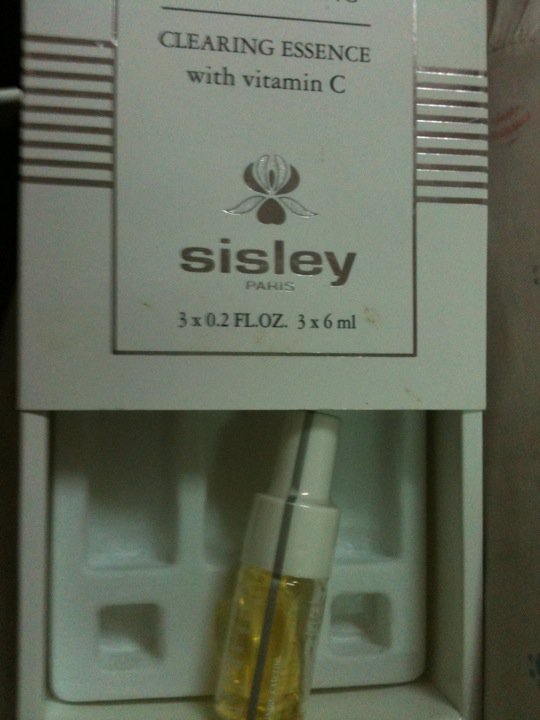 CLEARING ESSENCE
with vitamin C
sisley
PARIS
3 x 0.2 FL.OZ. 3 x 6 ml